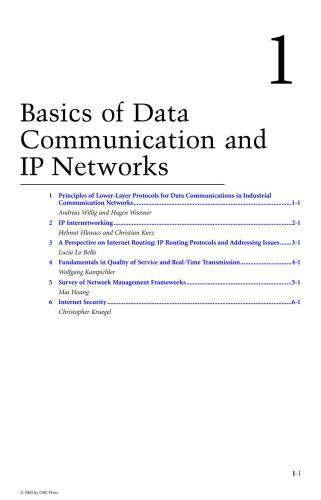 1
Basics of Data
Communication and
IP Networks
1 Principles of Lower-Layer Protocols for Data Communications in Industrial
Communication Networks...1-1
Andreas Willig and Hagen Woesner
2 IP Internetworking...2-1
Helmut Hlavacs and Christian Kurz
3 A Perspective on Internet Routing: IP Routing Protocols and Addressing Issues...3-1
Lucia Lo Bello
4 Fundamentals in Quality of Service and Real-Time Transmission...4-1
Wolfgang Kampichler
5 Survey of Network Management Frameworks...5-1
Mai Hoang
6 Internet Security...6-1
Christopher Kruegel
I-1
© 2005 by CRC Press